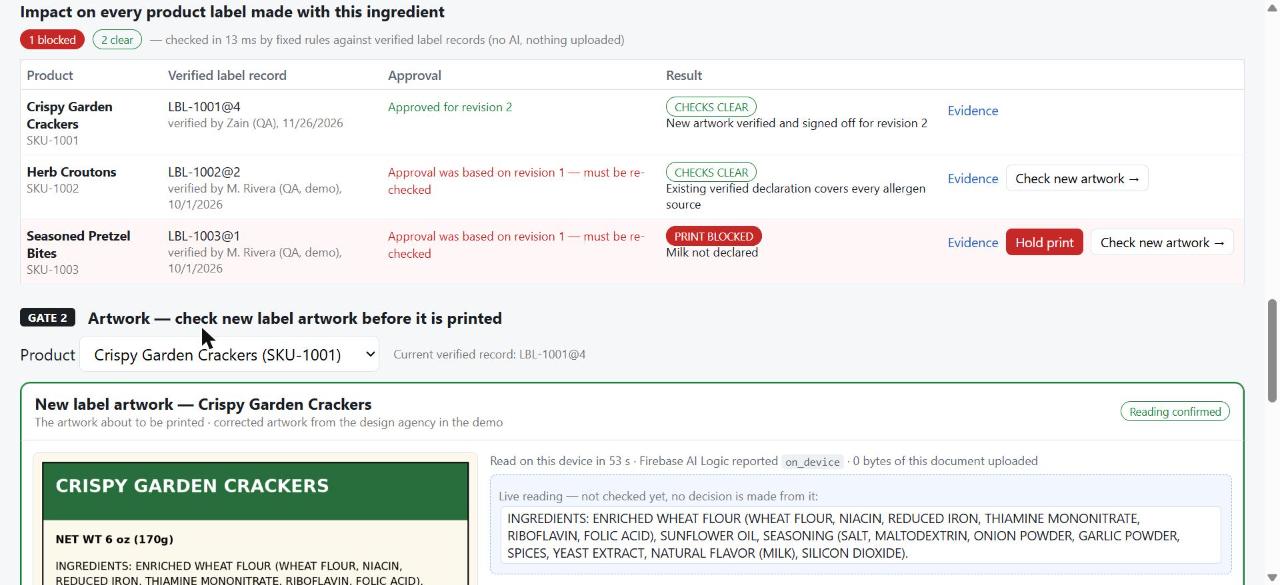 Impact on every product label made with this ingredient
1 blocked 2 clear — checked in 13 ms by fixed rules against verified label records (no AI, nothing uploaded)
Product Verified label record Approval Result
Crispy Garden Crackers
SKU-1001
LBL-1001@4
verified by Zain (QA), 11/26/2026
Approved for revision 2
CHECKS CLEAR
New artwork verified and signed off for revision 2
Evidence
Herb Croutons
SKU-1002
LBL-1002@2
verified by M. Rivera (QA, demo),
10/1/2026
Approval was based on revision 1 — must be re-
checked
CHECKS CLEAR
Existing verified declaration covers every allergen
source
Evidence Check new artwork →
Seasoned Pretzel
Bites
SKU-1003
LBL-1003@1
verified by M. Rivera (QA, demo),
10/1/2026
Approval was based on revision 1 — must be re-
checked
PRINT BLOCKED
Milk not declared
Evidence Hold print Check new artwork →
GATE 2 Artwork — check new label artwork before it is printed
Product Crispy Garden Crackers (SKU-1001) Current verified record: LBL-1001@4
New label artwork — Crispy Garden Crackers
The artwork about to be printed · corrected artwork from the design agency in the demo
Reading confirmed
CRISPY GARDEN CRACKERS
NET WT 6 oz (170g)
INGREDIENTS: ENRICHED WHEAT FLOUR (WHEAT FLOUR, NIACIN,
REDUCED IRON, THIAMINE MONONITRATE, RIBOFLAVIN, FOLIC ACID),
Read on this device in 53 s · Firebase AI Logic reported on_device · 0 bytes of this document uploaded
Live reading — not checked yet, no decision is made from it:
INGREDIENTS: ENRICHED WHEAT FLOUR (WHEAT FLOUR, NIACIN, REDUCED IRON, THIAMINE MONONITRATE,
RIBOFLAVIN, FOLIC ACID), SUNFLOWER OIL, SEASONING (SALT, MALTODEXTRIN, ONION POWDER, GARLIC POWDER,
SPICES, YEAST EXTRACT, NATURAL FLAVOR (MILK), SILICON DIOXIDE).